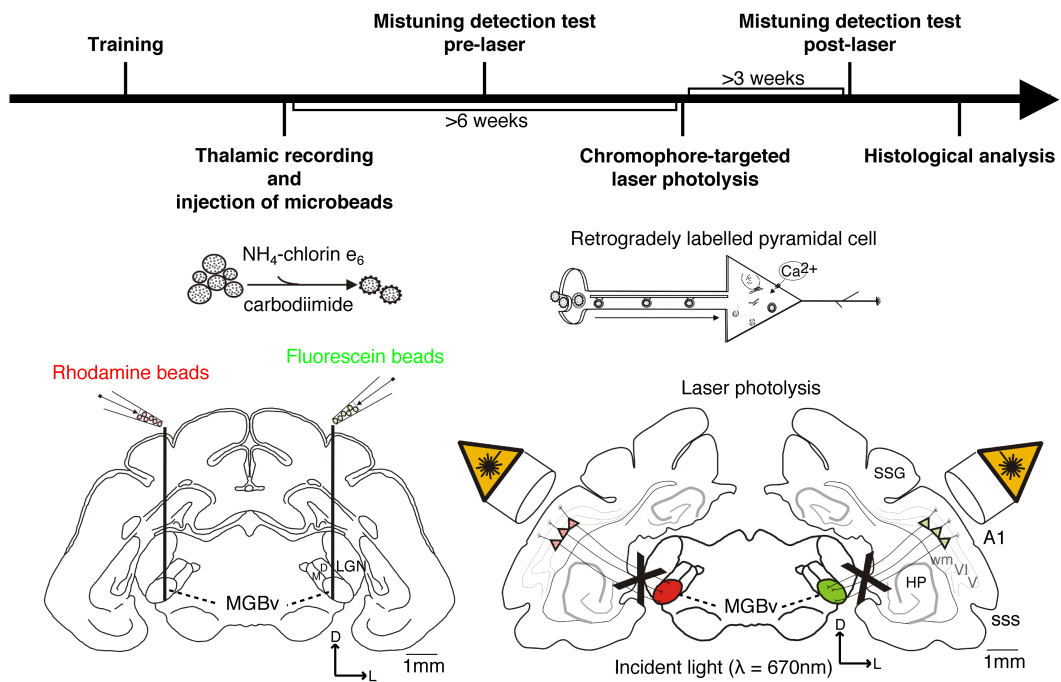 Training
Mistuning detection test
pre-laser
Mistuning detection test
post-laser
>3 weeks
>6 weeks
Thalamic recording
and
injection of microbeads
Chromophore-targeted
laser photolysis
Histological analysis
NH4-chlorin e6
carbodiimide
Retrogradely labelled pyramidal cell
Ca2+
Rhodamine beads
Fluorescein beads
Laser photolysis
SSG
A1
wm
VI
V
HP
SSS
D
M
LGN
MGBv
MGBv
D
L
1mm
D
L
1mm
Incident light (λ = 670nm)